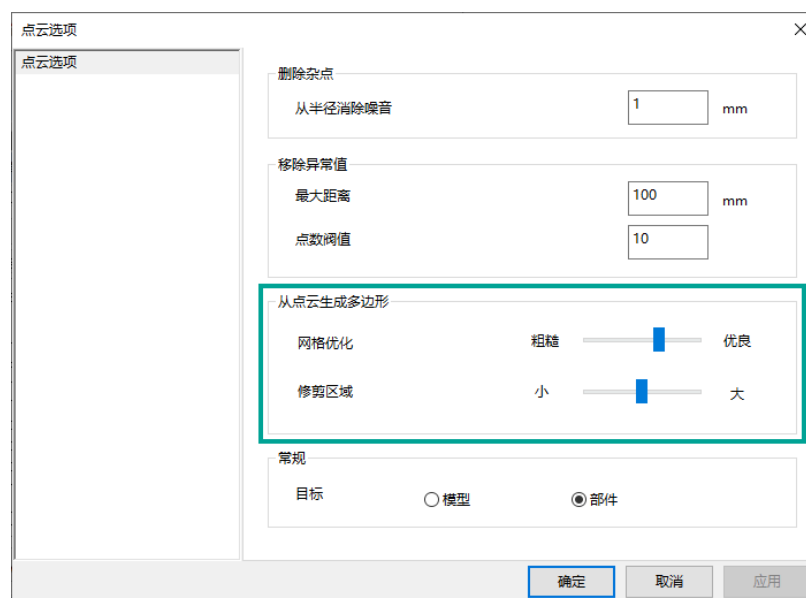 点云选项
点云选项
删除杂点
从半径消除噪音 1 mm
移除异常值
最大距离 100 mm
点数阀值 10
从点云生成多边形
网格优化 粗糙 优良
修剪区域 小 大
常规
目标 模型 部件
确定 取消 应用